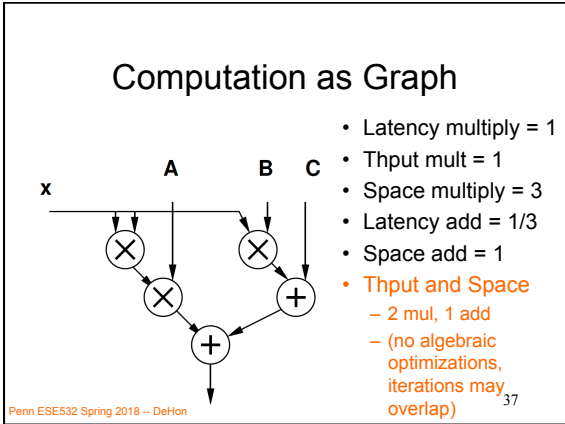 Computation as Graph
x
A
B
C
×
×
×
+
+
• Latency multiply = 1
• Thput mult = 1
• Space multiply = 3
• Latency add = 1/3
• Space add = 1
• Thput and Space
– 2 mul, 1 add
– (no algebraic
optimizations,
iterations may
overlap)
37
Penn ESE532 Spring 2018 -- DeHon